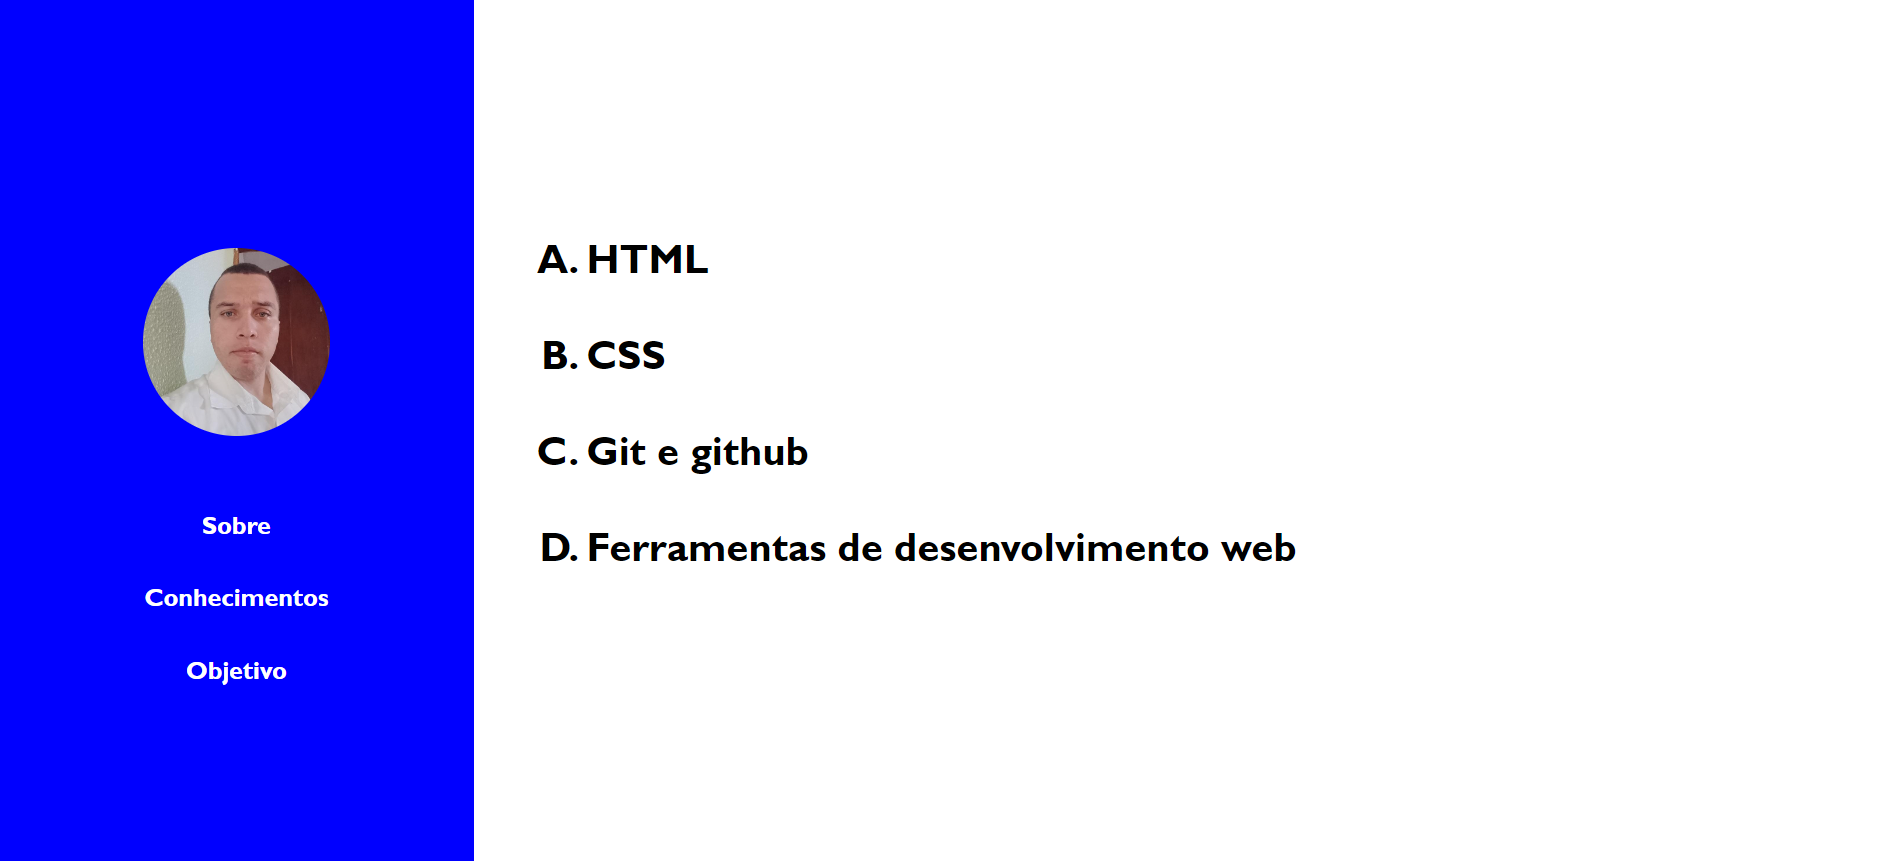 Sobre
Conhecimentos
Objetivo
A. HTML
B. CSS
C. Git e github
D. Ferramentas de desenvolvimento web